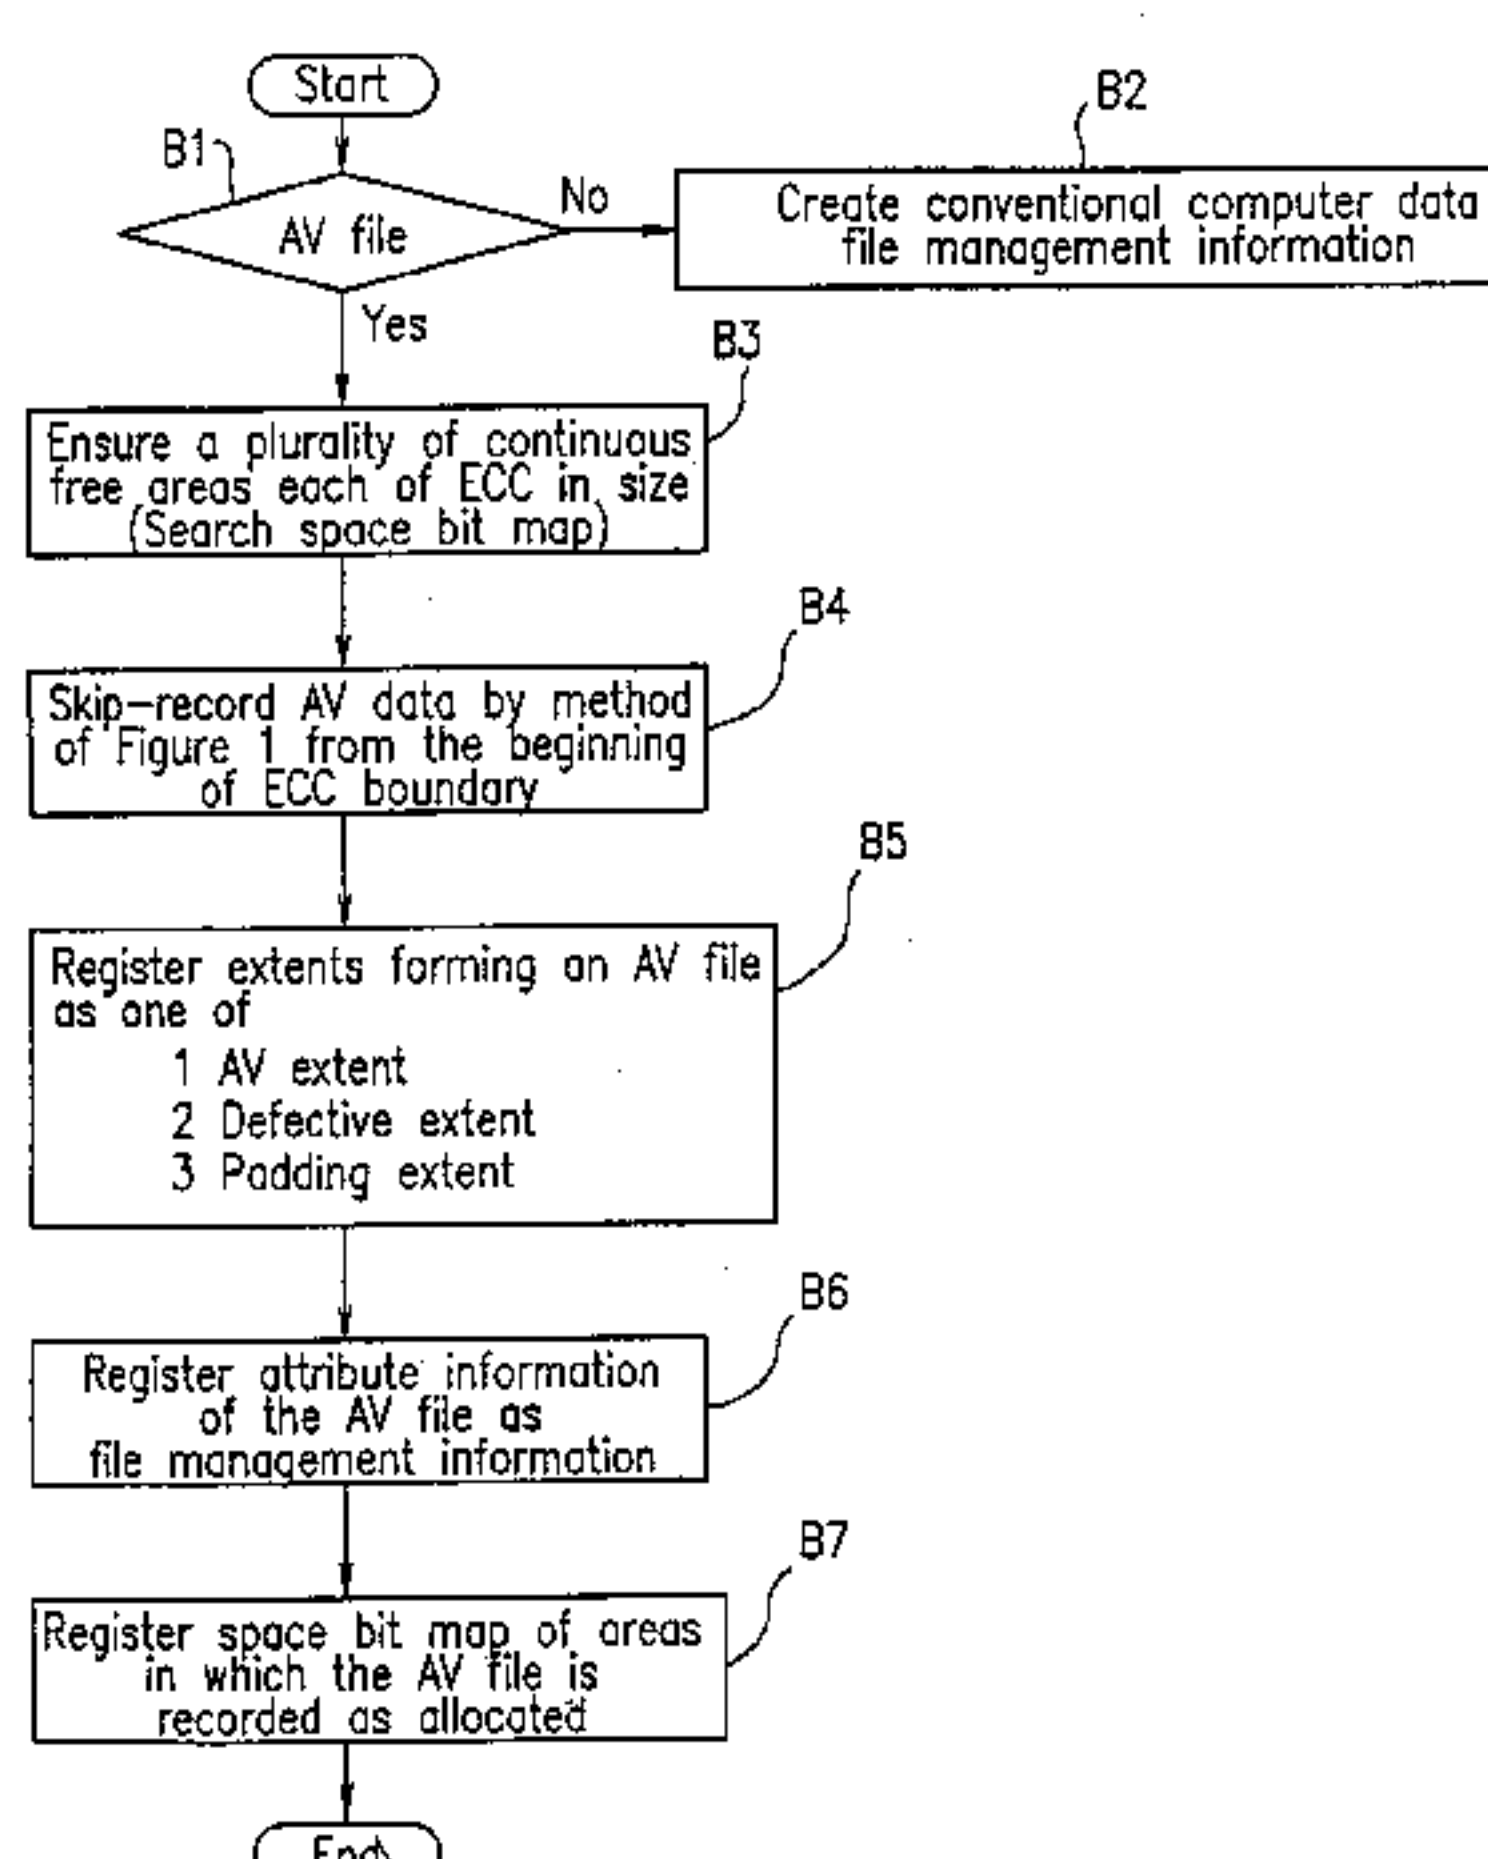 Start
B1
AV file
No
B2
Create conventional computer data
file management information
Yes
B3
Ensure a plurality of continuous
free areas each of ECC in size
(Search space bit map)
B4
Skip-record AV data by method
of Figure 1 from the beginning
of ECC boundary
B5
Register extents forming an AV file
as one of
1 AV extent
2 Defective extent
3 Padding extent
B6
Register attribute information
of the AV file as
file management information
B7
Register space bit map of areas
in which the AV file is
recorded as allocated
End